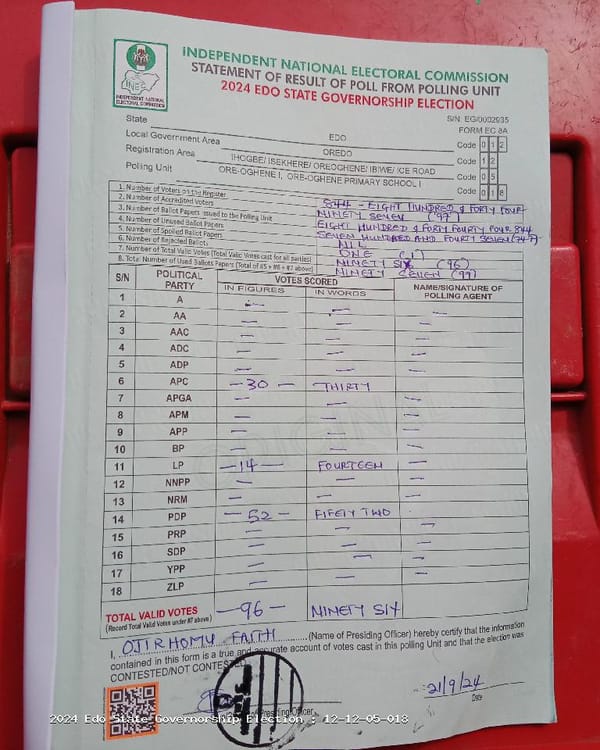 INDEPENDENT NATIONAL ELECTORAL COMMISSION
STATEMENT OF RESULT OF POLL FROM POLLING UNIT
2024 EDO STATE GOVERNORSHIP ELECTION
INEC
INDEPENDENT NATIONAL ELECTORAL COMMISSION
S/N: EG/0002935
FORM EC 8A
State EDO Code 0 1 2
Local Government Area OREDO Code 1 2
Registration Area IHOGBE/ ISEKHERE/ OREOGHENE/ IBIWE/ ICE ROAD Code 0 5
Polling Unit ORE-OGHENE I, ORE-OGHENE PRIMARY SCHOOL I Code 0 1 8
1. Number of Voters on the Register 844 - EIGHT HUNDRED & FORTY FOUR
2. Number of Accredited Voters NINETY SEVEN (97)
3. Number of Ballot Papers Issued to the Polling Unit EIGHT HUNDRED & FORTY FOURTY FOUR 844
4. Number of Unused Ballot Papers SEVEN HUNDRED AND FOURTY SEVEN (747)
5. Number of Spoiled Ballot Papers NIL
6. Number of Rejected Ballots ONE (1)
7. Number of Total Valid Votes (Total Valid Votes cast for all parties) NINETY SIX (96)
8. Total Number of Used Ballot Papers (Total of #5 + #6 + #7 above) NINETY SEVEN (97)
S/N POLITICAL PARTY VOTES SCORED NAME/SIGNATURE OF POLLING AGENT
IN FIGURES IN WORDS
1 A — —
2 AA — — —
3 AAC — — —
4 ADC — — —
5 ADP — — —
6 APC —30— THIRTY
7 APGA — — —
8 APM — — —
9 APP — — —
10 BP — — —
11 LP —14— FOURTEEN —
12 NNPP — — —
13 NRM — — —
14 PDP —52— FIFETY TWO
15 PRP — — —
16 SDP — — —
17 YPP — — —
18 ZLP — — —
TOTAL VALID VOTES —96— NINETY SIX
(Record Total Valid Votes under #7 above)
I, OJIRHOMU FAITH (Name of Presiding Officer) hereby certify that the information
contained in this form is a true and accurate account of votes cast in this polling Unit and that the election was
CONTESTED/NOT CONTESTED
21/9/24
Date
Presiding Officer
2024 Edo State Governorship Election : 12-12-05-018